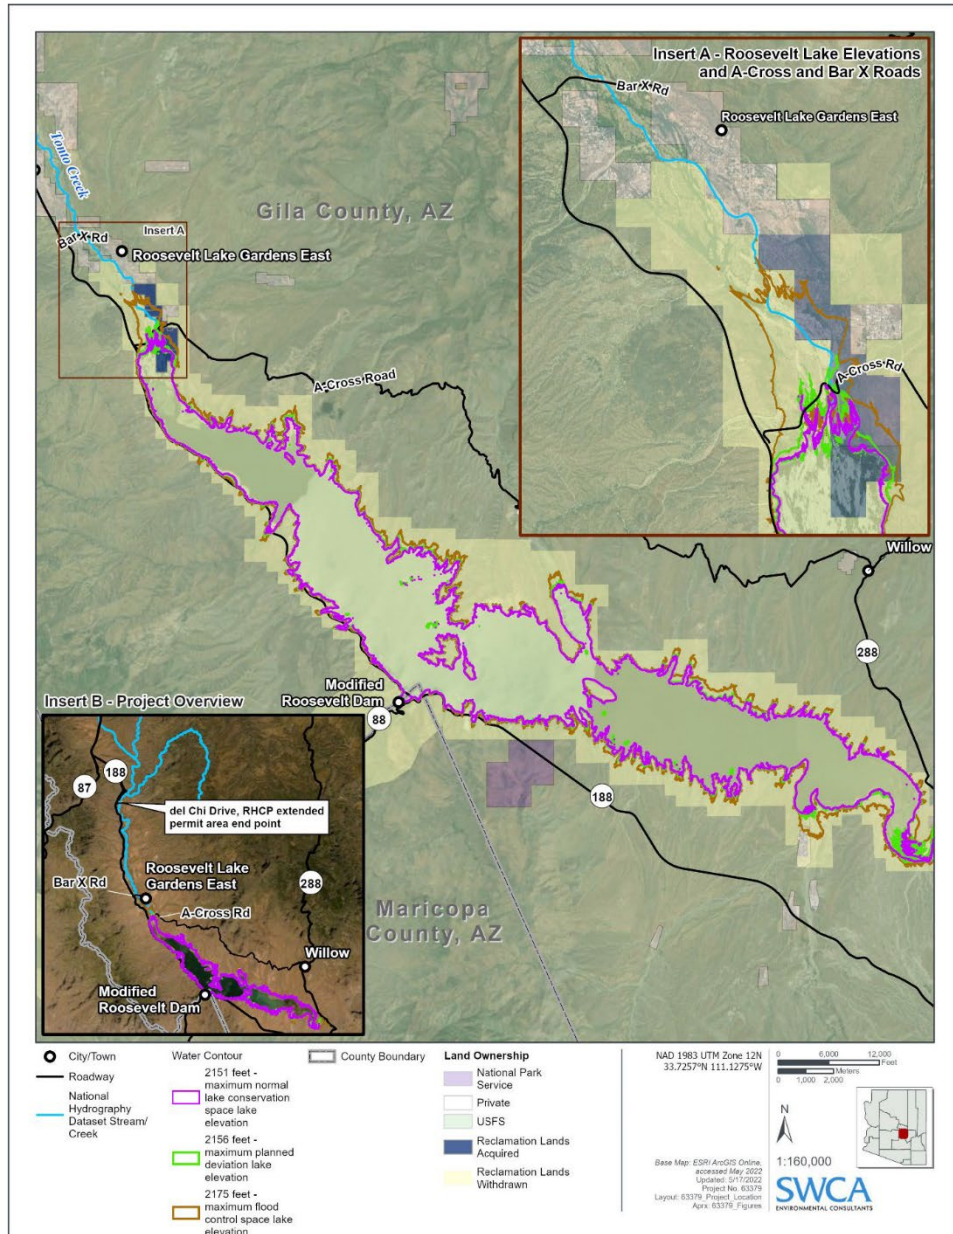 Insert A - Roosevelt Lake Elevations
and A-Cross and Bar X Roads
Bar X Rd
Roosevelt Lake Gardens East
A-Cross Rd
Tonto Creek
Gila County, AZ
Bar X Rd
Insert A
Roosevelt Lake Gardens East
A-Cross Road
Willow
288
Modified
Roosevelt Dam
88
188
Maricopa
County, AZ
Insert B - Project Overview
188
87
del Chi Drive, RHCP extended
permit area end point
Roosevelt Lake
Gardens East
Bar X Rd
288
A-Cross Rd
Willow
Modified
Roosevelt Dam
City/Town
Roadway
National
Hydrography
Dataset Stream/
Creek
Water Contour
2151 feet -
maximum normal
lake conservation
space lake
elevation
2156 feet -
maximum planned
deviation lake
elevation
2175 feet -
maximum flood
control space lake
elevation
County Boundary
Land Ownership
National Park
Service
Private
USFS
Reclamation Lands
Acquired
Reclamation Lands
Withdrawn
NAD 1983 UTM Zone 12N
33.7257°N 111.1275°W
0 6,000 12,000
Feet
Meters
0 1,000 2,000
N
1:160,000
Base Map: ESRI ArcGIS Online,
accessed May 2022
Updated: 5/17/2022
Project No. 63379
Layout: 63379_Project_Location
Aprx: 63379_Figures
SWCA
ENVIRONMENTAL CONSULTANTS